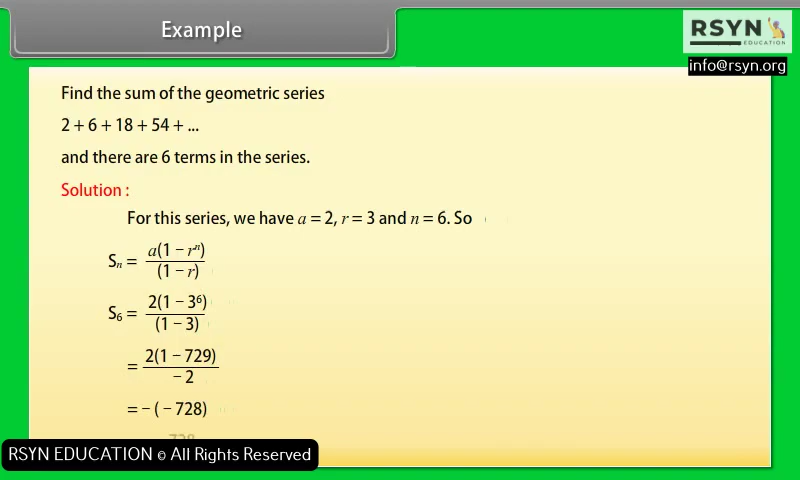 Example
RSYN
EDUCATION
info@rsyn.org
Find the sum of the geometric series
2 + 6 + 18 + 54 + ...
and there are 6 terms in the series.
Solution :
For this series, we have a = 2, r = 3 and n = 6. So
Sₙ = a(1 − rⁿ) / (1 − r)
S₆ = 2(1 − 3⁶) / (1 − 3)
= 2(1 − 729) / − 2
= − ( − 728)
RSYN EDUCATION © All Rights Reserved